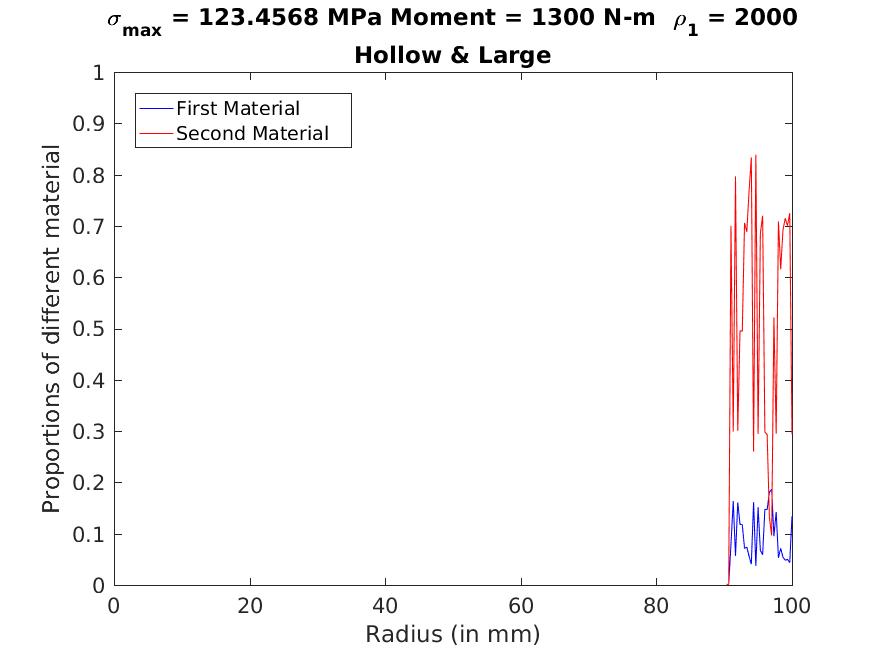 σmax = 123.4568 MPa Moment = 1300 N-m ρ1 = 2000
Hollow & Large
First Material
Second Material
Proportions of different material
1
0.9
0.8
0.7
0.6
0.5
0.4
0.3
0.2
0.1
0
0 20 40 60 80 100
Radius (in mm)